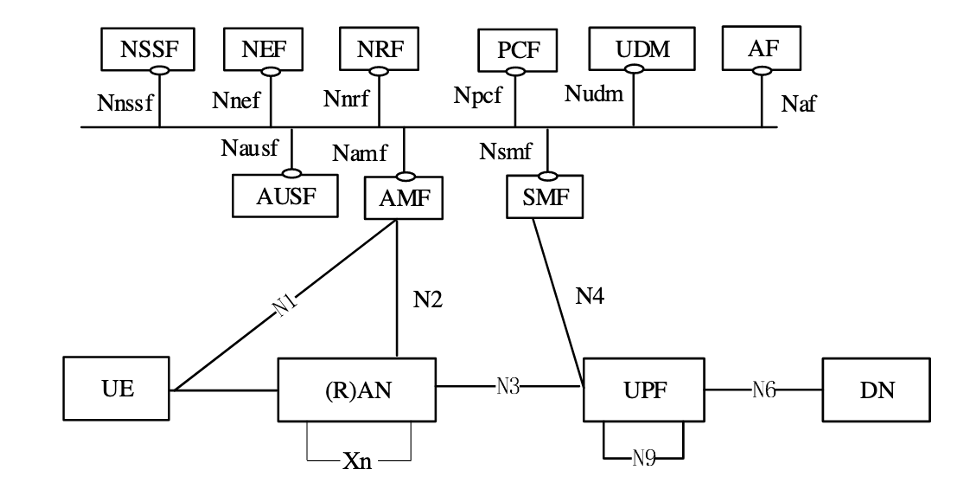 NSSF NEF NRF PCF UDM AF
Nnssf Nnef Nnrf Npcf Nudm Naf
Nausf Namf Nsmf
AUSF AMF SMF
N1 N2 N4
UE (R)AN N3 UPF N6 DN
Xn N9